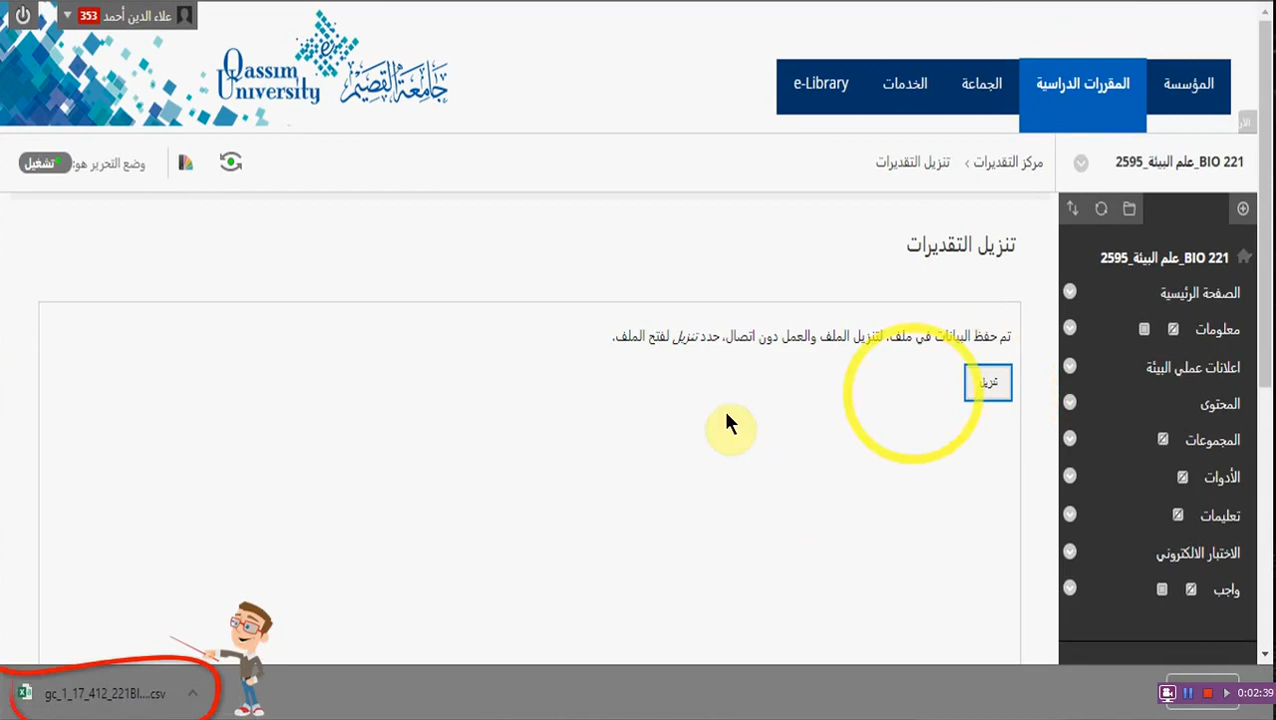 علاء الدين أحمد
353
Qassim
University
جامعة القصيم
المؤسسة
المقررات الدراسية
الجماعة
الخدمات
e-Library
BIO 221_علم البيئة_2595
مركز التقديرات
تنزيل التقديرات
وضع التحرير هو:
تشغيل
تنزيل التقديرات
تم حفظ البيانات في ملف. لتنزيل الملف والعمل دون اتصال، حدد تنزيل لفتح الملف.
تنزيل
BIO 221_علم البيئة_2595
الصفحة الرئيسية
معلومات
اعلانات عملي البيئة
المحتوى
المجموعات
الأدوات
تعليمات
الاختبار الالكتروني
واجب
gc_1_17_412_221BI....csv
0:02:39